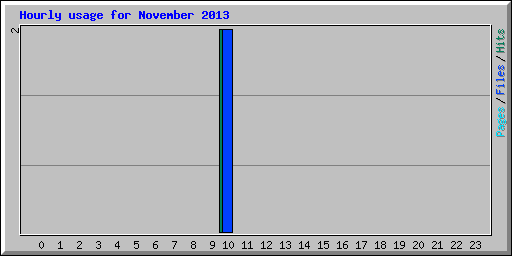 Hourly usage for November 2013
2
Pages/Files/Hits
0 1 2 3 4 5 6 7 8 9 10 11 12 13 14 15 16 17 18 19 20 21 22 23